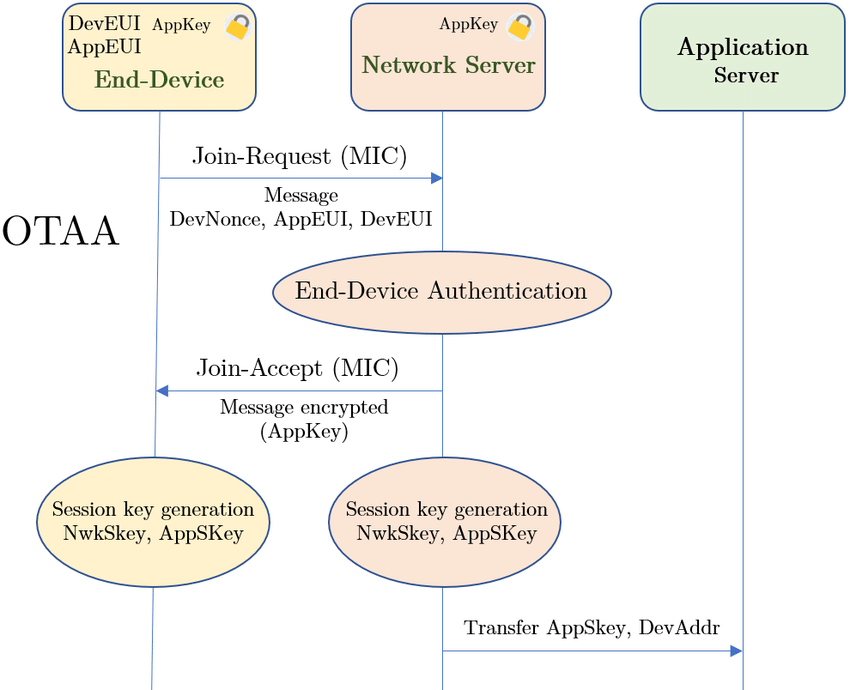 DevEUI AppKey
AppEUI
End-Device
AppKey
Network Server
Application
Server
Join-Request (MIC)
Message
DevNonce, AppEUI, DevEUI
OTAA
End-Device Authentication
Join-Accept (MIC)
Message encrypted
(AppKey)
Session key generation
NwkSkey, AppSKey
Session key generation
NwkSkey, AppSKey
Transfer AppSkey, DevAddr